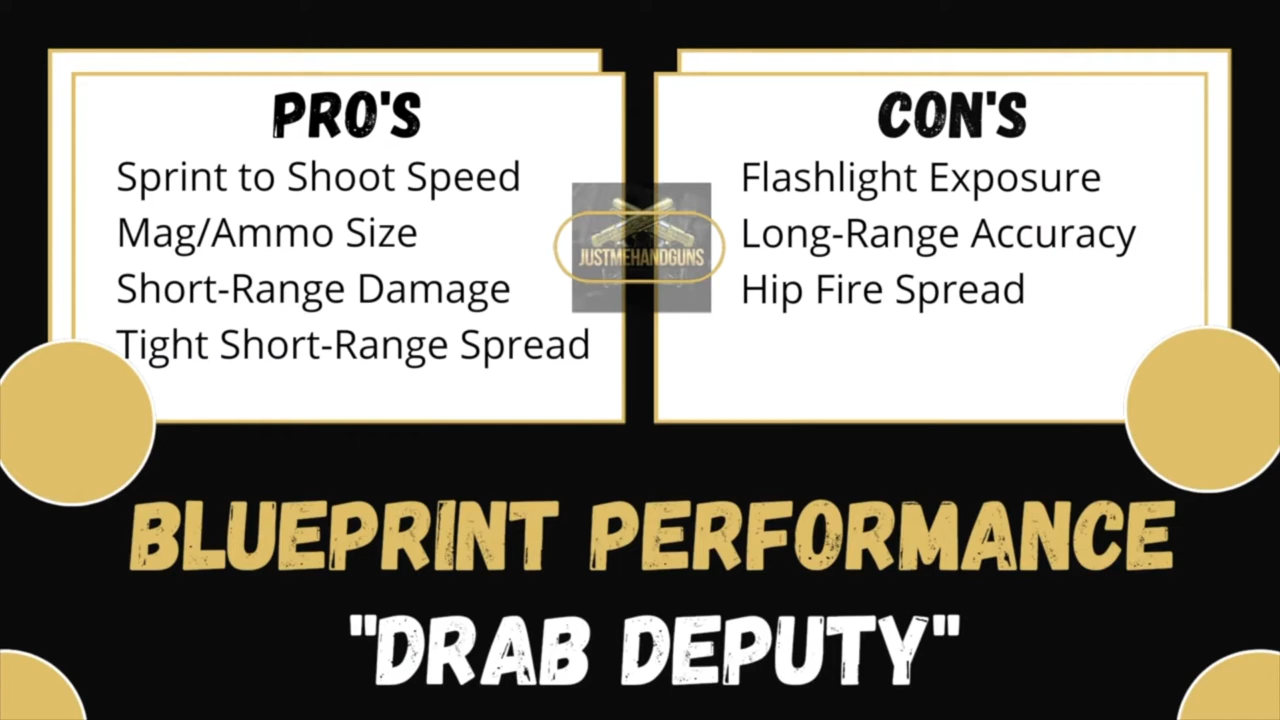 PRO'S
Sprint to Shoot Speed
Mag/Ammo Size
Short-Range Damage
Tight Short-Range Spread
JUSTMEHANDGUNS
CON'S
Flashlight Exposure
Long-Range Accuracy
Hip Fire Spread
BLUEPRINT PERFORMANCE
"DRAB DEPUTY"